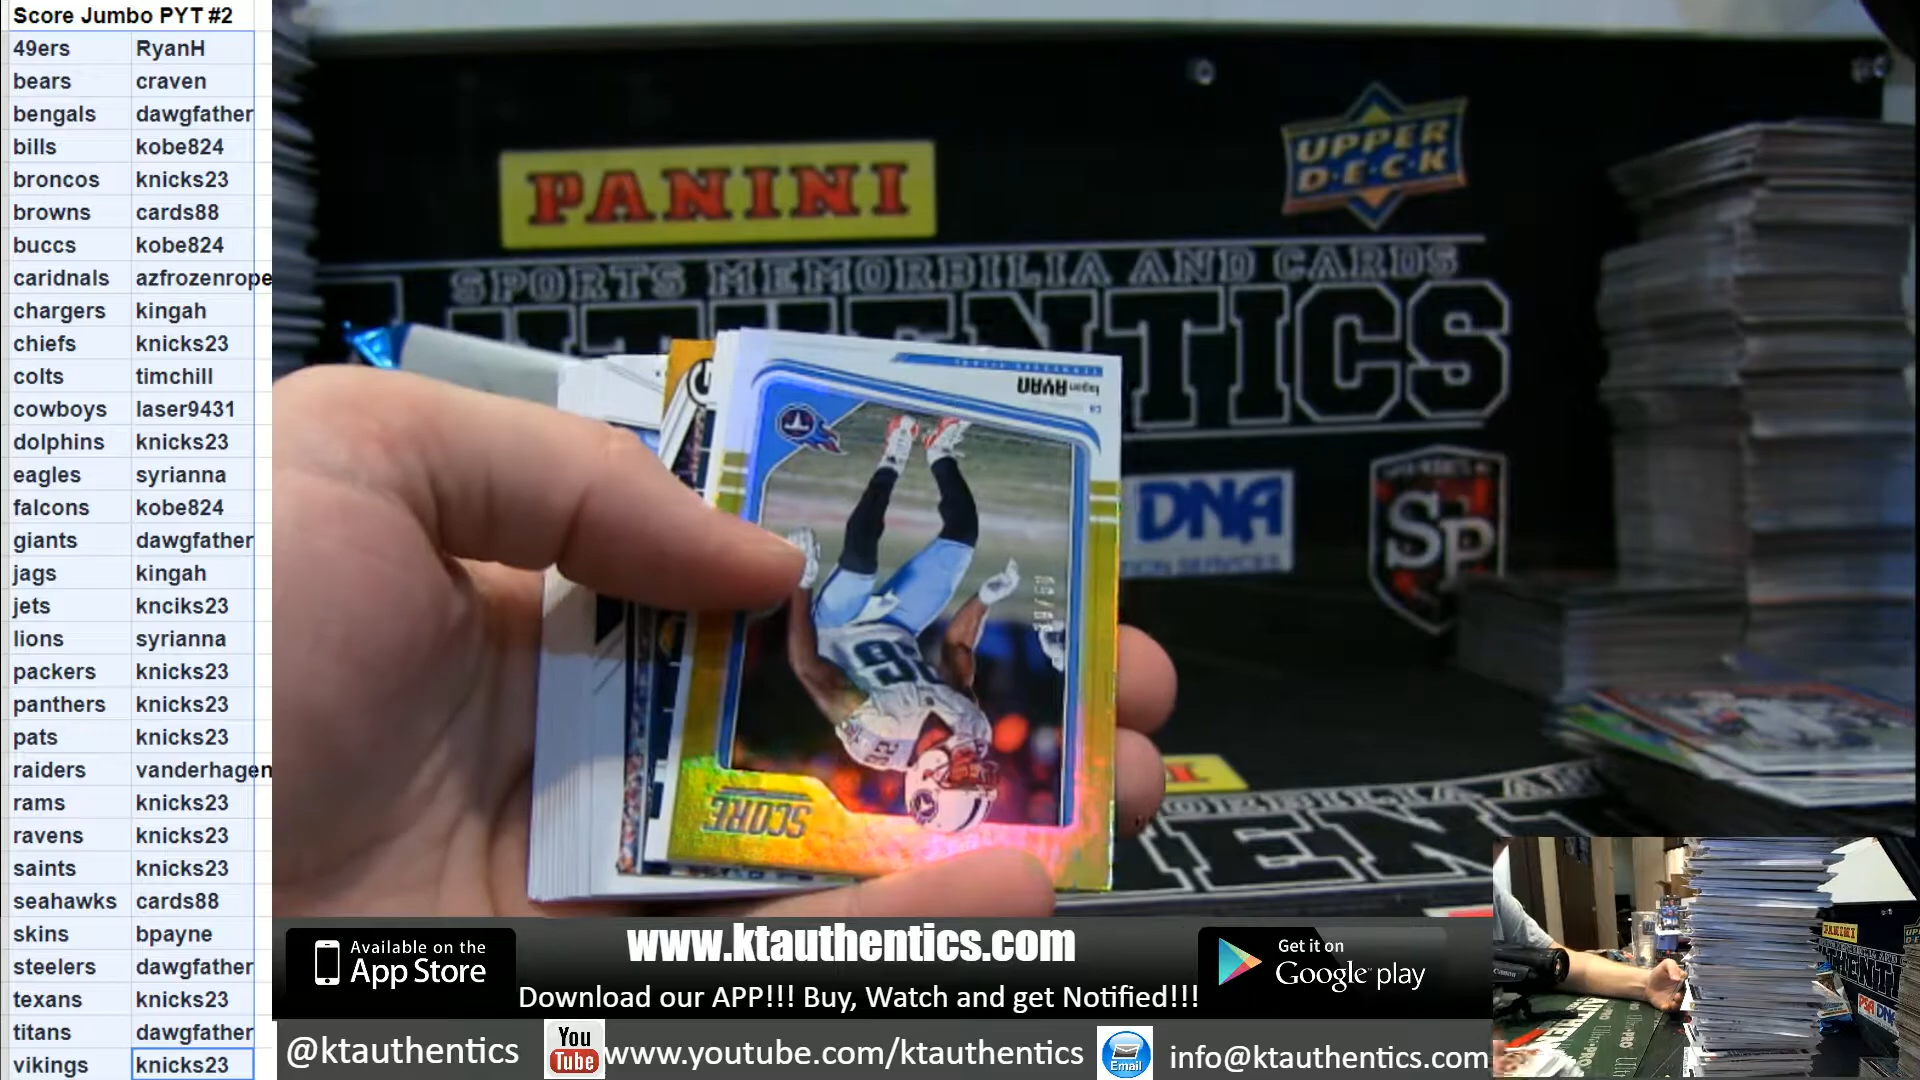 Score Jumbo PYT #2
49ers RyanH
bears craven
bengals dawgfather
bills kobe824
broncos knicks23
browns cards88
buccs kobe824
caridnals azfrozenrope
chargers kingah
chiefs knicks23
colts timchill
cowboys laser9431
dolphins knicks23
eagles syrianna
falcons kobe824
giants dawgfather
jags kingah
jets knciks23
lions syrianna
packers knicks23
panthers knicks23
pats knicks23
raiders vanderhagen
rams knicks23
ravens knicks23
saints knicks23
seahawks cards88
skins bpayne
steelers dawgfather
texans knicks23
titans dawgfather
vikings knicks23
PANINI
UPPER
D·E·C·K
SPORTS MEMORBILIA AND CARDS
THENTICS
DNA
SP
logan RYAN
CB
26
SCORE
Available on the
App Store
www.ktauthentics.com
Download our APP!!! Buy, Watch and get Notified!!!
Get it on
Google play
@ktauthentics
You
Tube
www.youtube.com/ktauthentics
Email
info@ktauthentics.com
PANINI